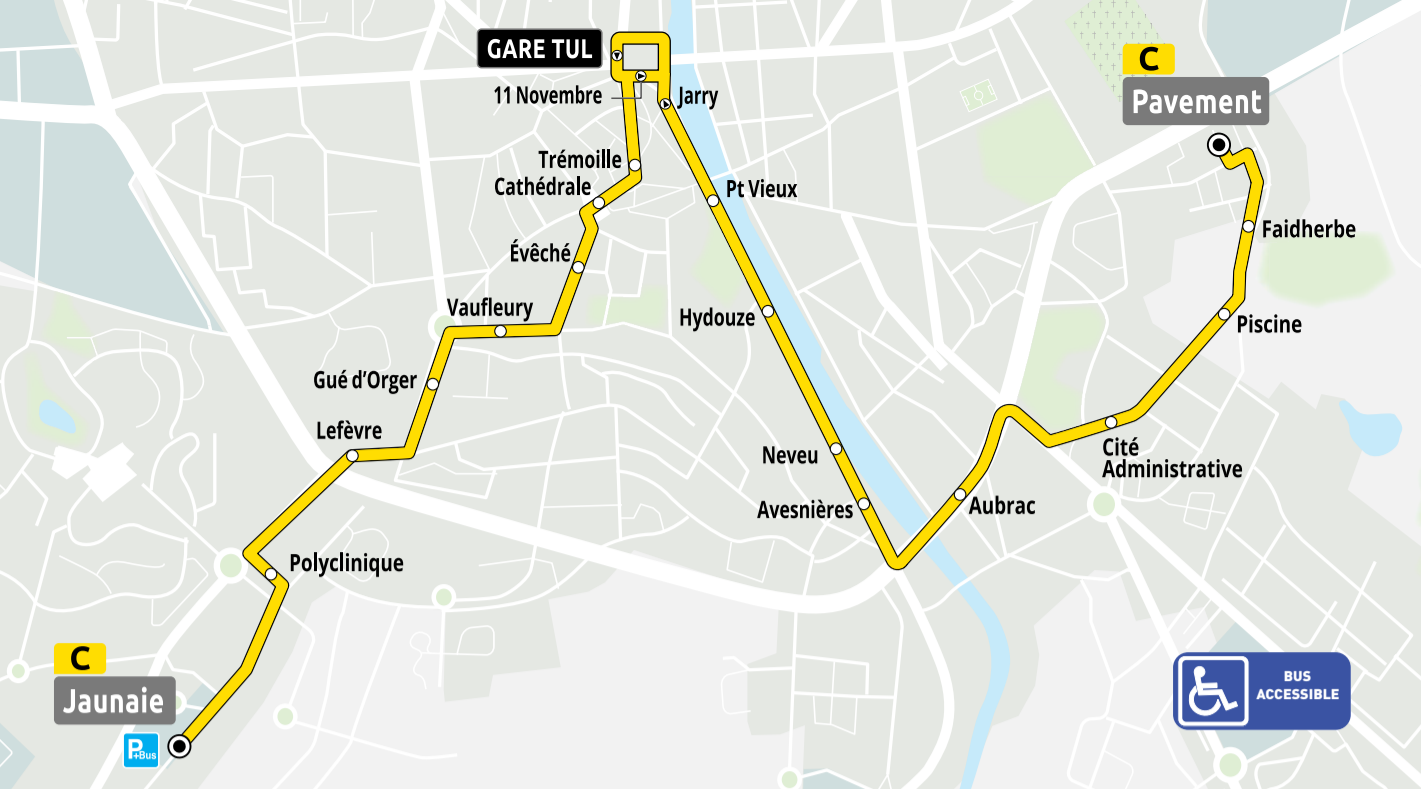 GARE TUL
11 Novembre
Jarry
C
Pavement
Trémoille
Cathédrale
Pt Vieux
Évêché
Faidherbe
Vaufleury
Hydouze
Piscine
Gué d'Orger
Lefèvre
Neveu
Cité
Administrative
Avesnières
Aubrac
Polyclinique
C
Jaunaie
P
+Bus
BUS
ACCESSIBLE